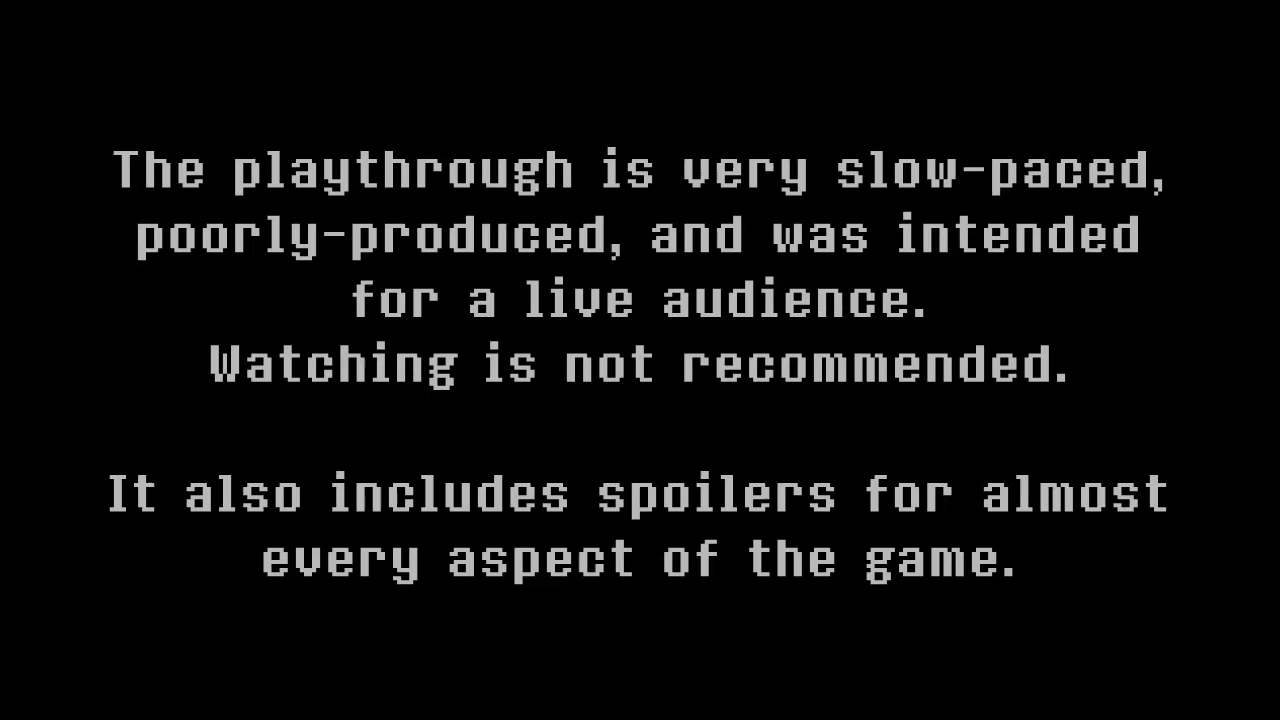 The playthrough is very slow-paced,
poorly-produced, and was intended
for a live audience.
Watching is not recommended.
It also includes spoilers for almost
every aspect of the game.